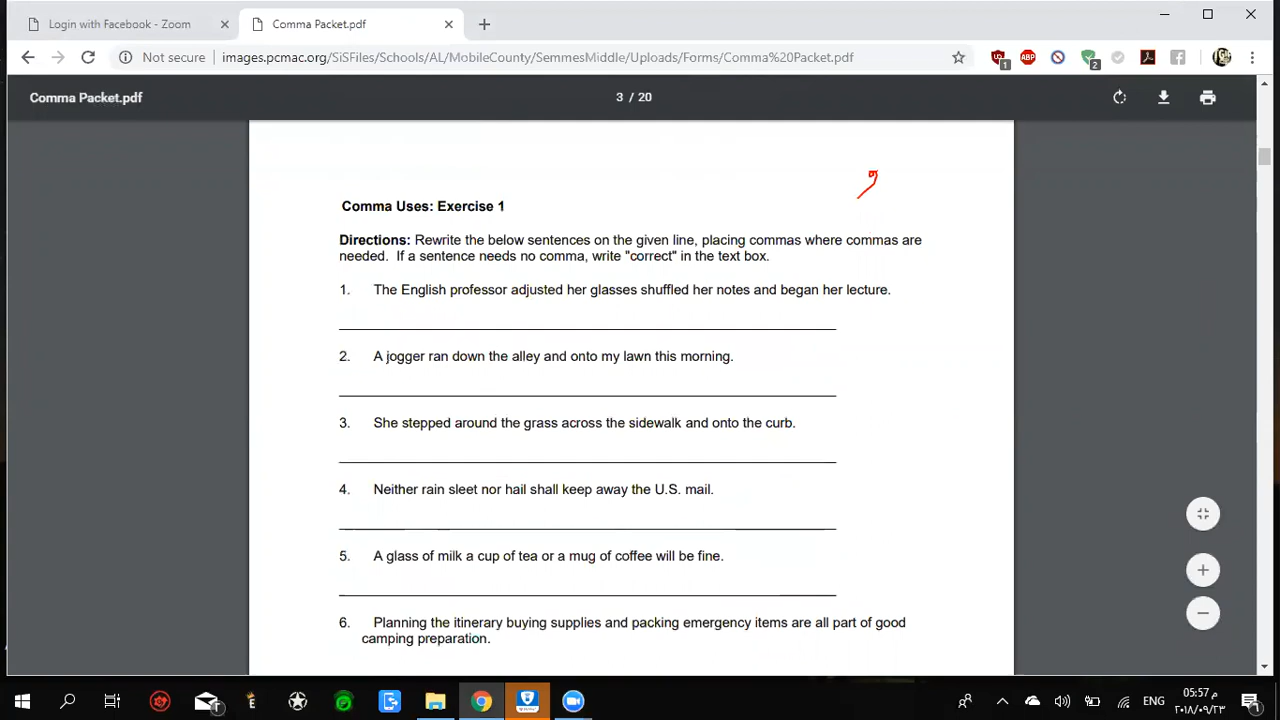 Login with Facebook - Zoom
Comma Packet.pdf
Not secure
images.pcmac.org/SiSFiles/Schools/AL/MobileCounty/SemmesMiddle/Uploads/Forms/Comma%20Packet.pdf
1
ABP
2
Comma Packet.pdf
3 / 20
Comma Uses: Exercise 1
Directions: Rewrite the below sentences on the given line, placing commas where commas are
needed. If a sentence needs no comma, write "correct" in the text box.
1. The English professor adjusted her glasses shuffled her notes and began her lecture.
2. A jogger ran down the alley and onto my lawn this morning.
3. She stepped around the grass across the sidewalk and onto the curb.
4. Neither rain sleet nor hail shall keep away the U.S. mail.
5. A glass of milk a cup of tea or a mug of coffee will be fine.
6. Planning the itinerary buying supplies and packing emergency items are all part of good
camping preparation.
ENG
05:57 م
٢٠١٨/٠٩/٢٣